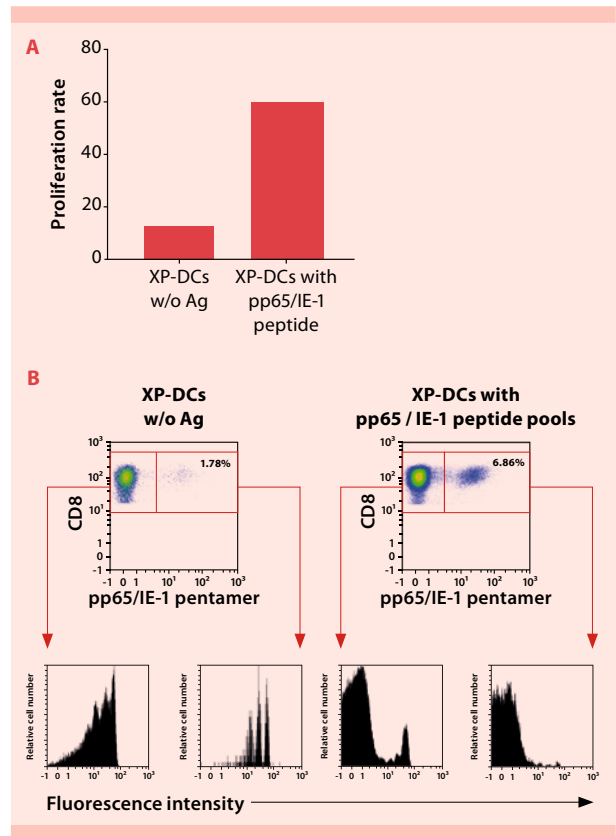 A
80
60
40
20
0
Proliferation rate
XP-DCs
w/o Ag
XP-DCs with
pp65/IE-1
peptide
B
XP-DCs
w/o Ag
XP-DCs with
pp65 / IE-1 peptide pools
10³
10²
10¹
1
0
-1
CD8
1.78%
-1 0 1 10¹ 10² 10³
pp65/IE-1 pentamer
10³
10²
10¹
1
0
-1
CD8
6.86%
-1 0 1 10¹ 10² 10³
pp65/IE-1 pentamer
Relative cell number
-1 0 1 10¹ 10² 10³
Relative cell number
-1 0 1 10¹ 10² 10³
Relative cell number
-1 0 1 10¹ 10² 10³
Relative cell number
-1 0 1 10¹ 10² 10³
Fluorescence intensity